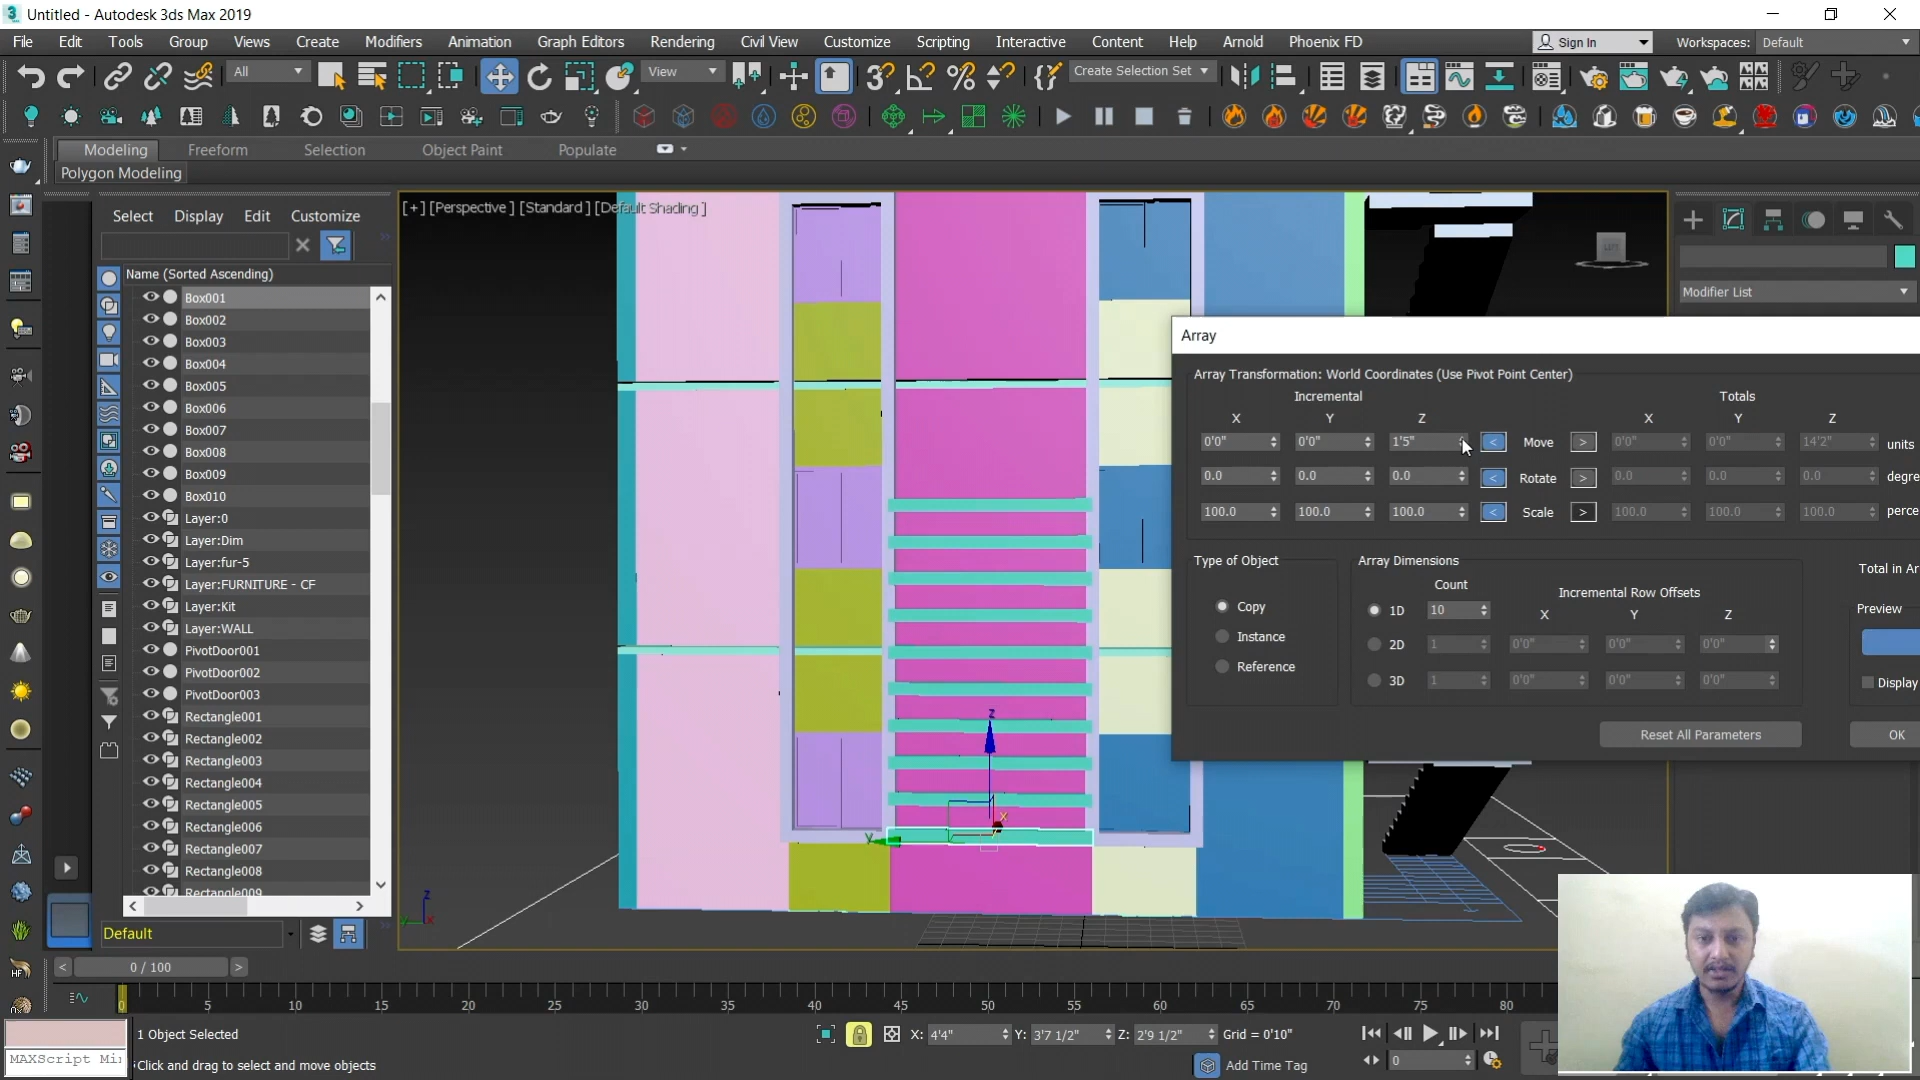 Untitled - Autodesk 3ds Max 2019
File Edit Tools Group Views Create Modifiers Animation Graph Editors Rendering Civil View Customize Scripting Interactive Content Help Arnold Phoenix FD Sign In Workspaces: Default
All View Create Selection Set
Modeling Freeform Selection Object Paint Populate
Polygon Modeling
Select Display Edit Customize
[+] [Perspective ] [Standard ] [Default Shading ]
Name (Sorted Ascending)
Box001
Box002
Box003
Box004
Box005
Box006
Box007
Box008
Box009
Box010
Layer:0
Layer:Dim
Layer:fur-5
Layer:FURNITURE - CF
Layer:Kit
Layer:WALL
PivotDoor001
PivotDoor002
PivotDoor003
Rectangle001
Rectangle002
Rectangle003
Rectangle004
Rectangle005
Rectangle006
Rectangle007
Rectangle008
Rectangle009
Default
LEFT
Modifier List
Array
Array Transformation: World Coordinates (Use Pivot Point Center)
Incremental Totals
X Y Z X Y Z
0'0" 0'0" 1'5" < Move > 0'0" 0'0" 14'2" units
0.0 0.0 0.0 < Rotate > 0.0 0.0 0.0 degre
100.0 100.0 100.0 < Scale > 100.0 100.0 100.0 perce
Type of Object
Copy
Instance
Reference
Array Dimensions
Count
Incremental Row Offsets
X Y Z
1D 10
2D 1 0'0" 0'0" 0'0"
3D 1 0'0" 0'0" 0'0"
Total in Ar
Preview
Display
Reset All Parameters OK
z
x
y
z
< 0 / 100 >
0 5 10 15 20 25 30 35 40 45 50 55 60 65 70 75 80
1 Object Selected
X: 4'4" Y: 3'7 1/2" Z: 2'9 1/2" Grid = 0'10"
MAXScript Mi
Click and drag to select and move objects
Add Time Tag
0